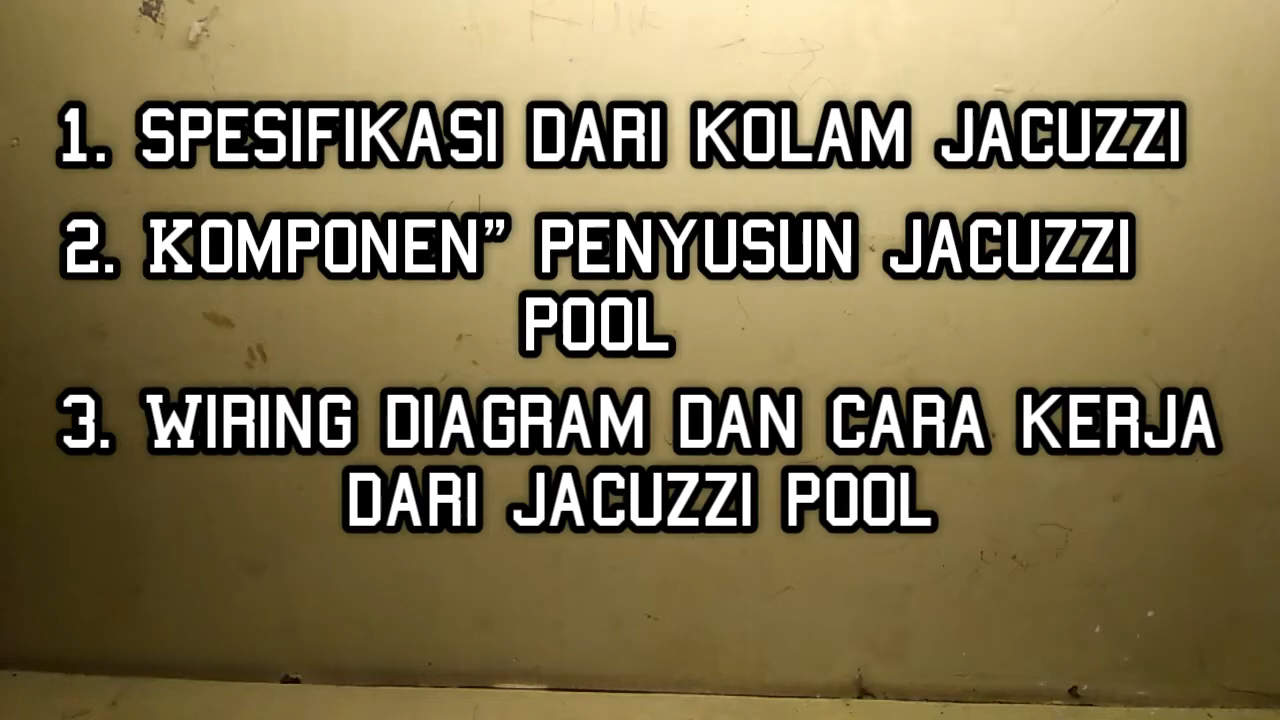 1. SPESIFIKASI DARI KOLAM JACUZZI
2. KOMPONEN” PENYUSUN JACUZZI
POOL
3. WIRING DIAGRAM DAN CARA KERJA
DARI JACUZZI POOL